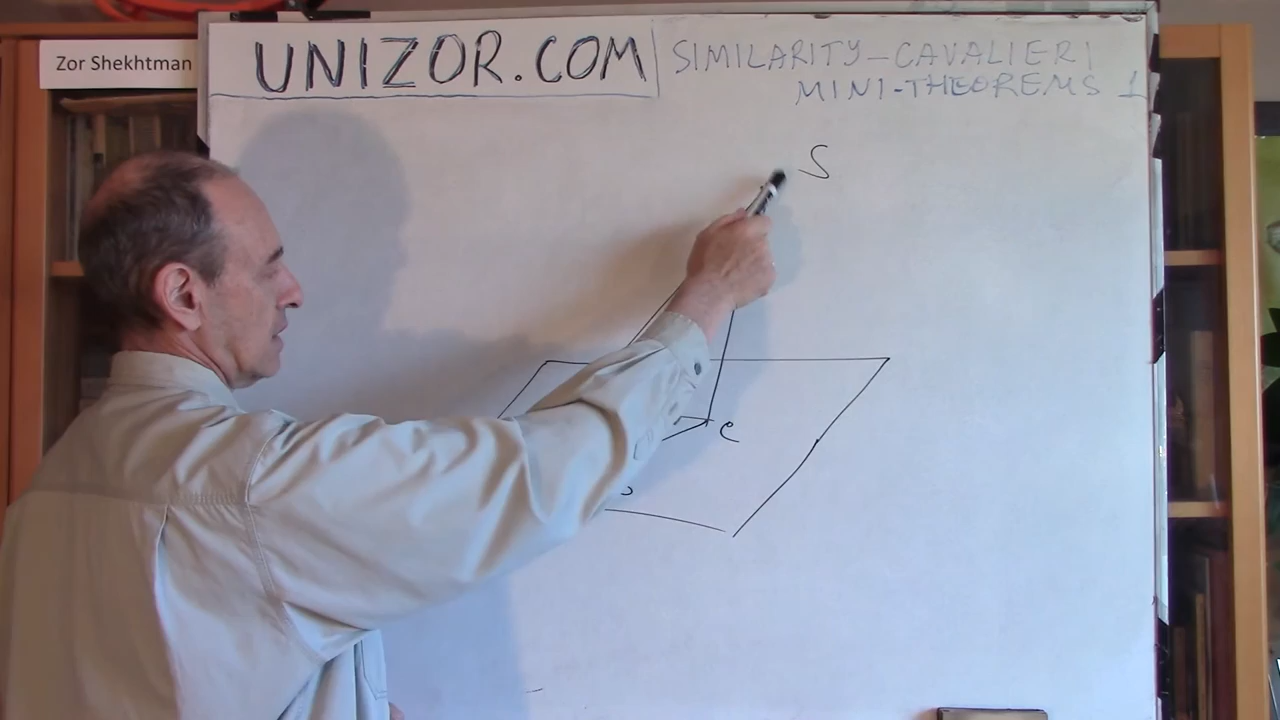 Zor Shekhtman
UNIZOR.COM
SIMILARITY-CAVALIERI
MINI-THEOREMS 1
S
C